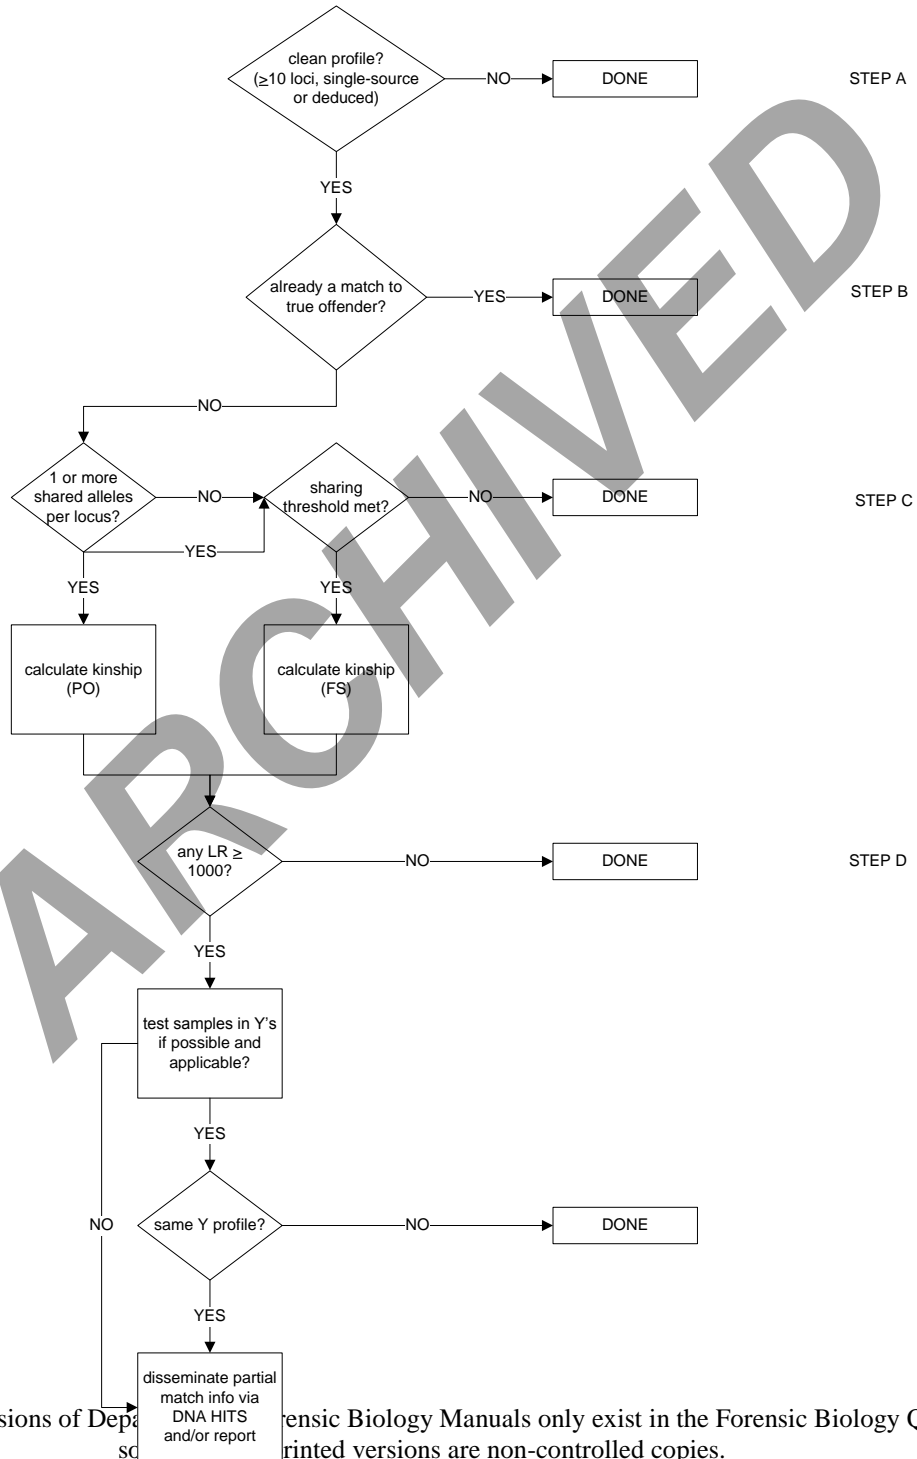 clean profile?
(≥10 loci, single-source
or deduced)
NO
DONE
STEP A
YES
already a match to
true offender?
YES
DONE
STEP B
NO
1 or more
shared alleles
per locus?
NO
sharing
threshold met?
NO
DONE
STEP C
YES
YES
YES
calculate kinship
(PO)
calculate kinship
(FS)
any LR ≥
1000?
NO
DONE
STEP D
YES
test samples in Y's
if possible and
applicable?
YES
NO
same Y profile?
NO
DONE
YES
disseminate partial
match info via
DNA HITS
and/or report
ARCHIVED
of Forensic Biology Manuals only exist in the Forensic Biology
versions are non-controlled copies.